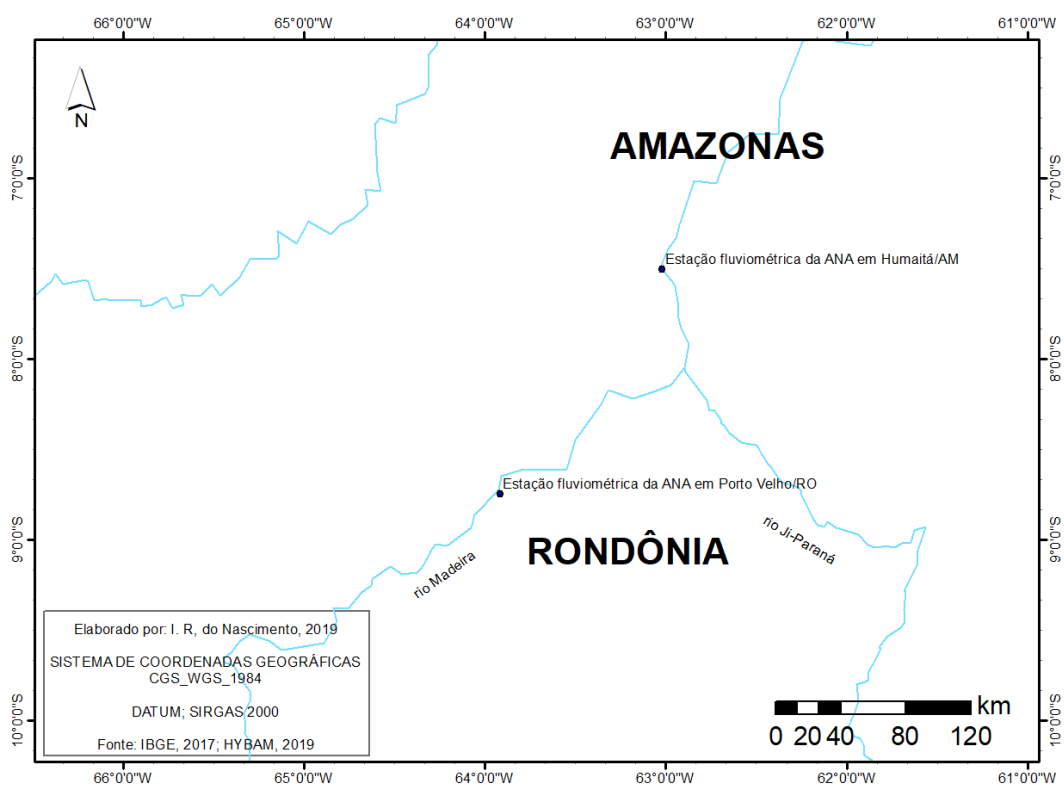 66°0'0"W 65°0'0"W 64°0'0"W 63°0'0"W 62°0'0"W 61°0'0"W
N
AMAZONAS
7°0'0"S 7°0'0"S
Estação fluviométrica da ANA em Humaitá/AM
8°0'0"S 8°0'0"S
Estação fluviométrica da ANA em Porto Velho/RO
9°0'0"S 9°0'0"S
rio Ji-Paraná
RONDÔNIA
rio Madeira
Elaborado por: I. R, do Nascimento, 2019
SISTEMA DE COORDENADAS GEOGRÁFICAS
CGS_WGS_1984
DATUM; SIRGAS 2000
Fonte: IBGE, 2017; HYBAM, 2019
10°0'0"S 10°0'0"S
km
0 20 40 80 120
66°0'0"W 65°0'0"W 64°0'0"W 63°0'0"W 62°0'0"W 61°0'0"W